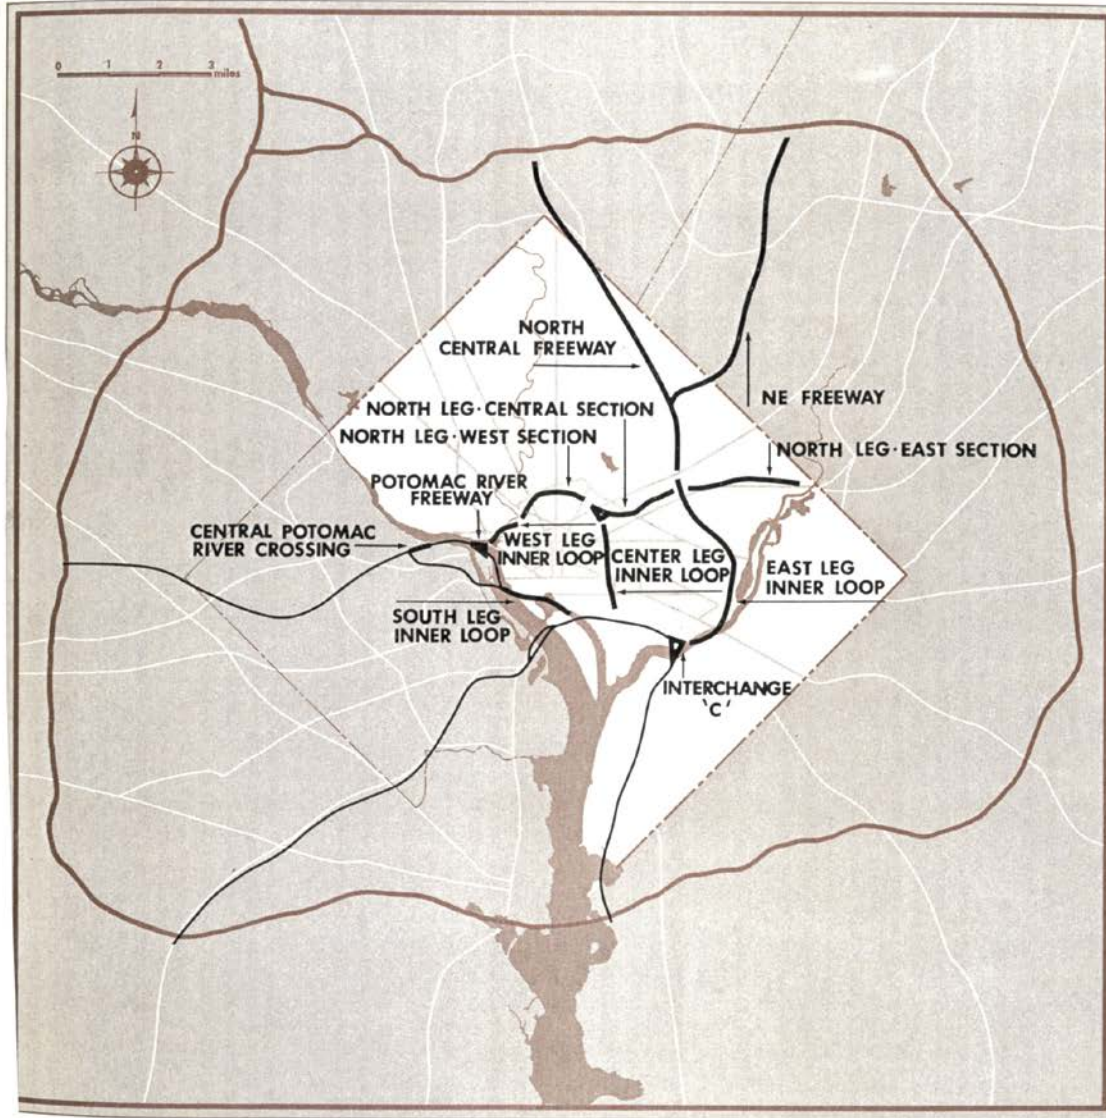 0 1 2 3
miles
N
NORTH
CENTRAL FREEWAY
NE FREEWAY
NORTH LEG·CENTRAL SECTION
NORTH LEG·WEST SECTION
NORTH LEG·EAST SECTION
POTOMAC RIVER
FREEWAY
CENTRAL POTOMAC
RIVER CROSSING
WEST LEG
INNER LOOP
CENTER LEG
INNER LOOP
EAST LEG
INNER LOOP
SOUTH LEG
INNER LOOP
INTERCHANGE
'C'